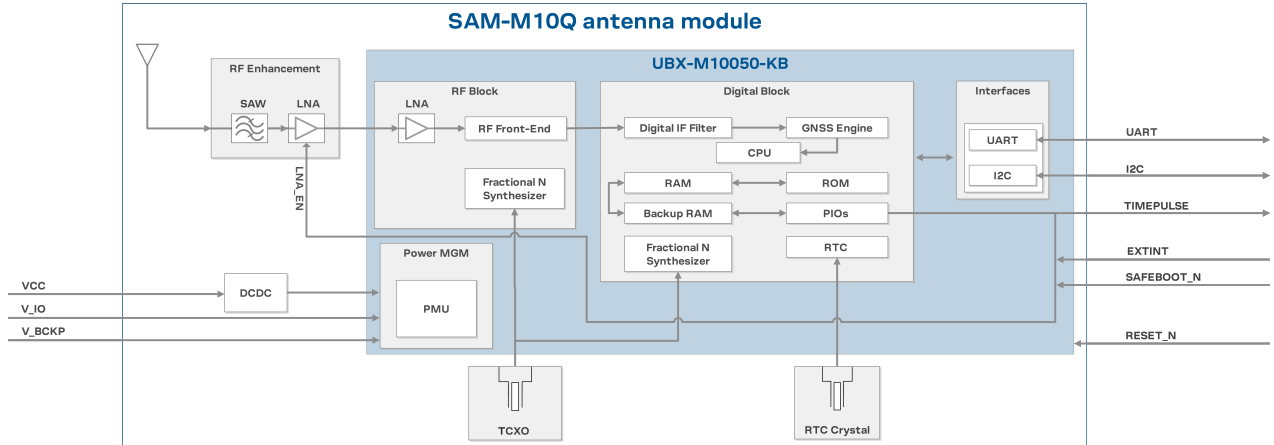 SAM-M10Q antenna module
UBX-M10050-KB
RF Enhancement
SAW
LNA
RF Block
LNA
RF Front-End
Fractional N
Synthesizer
LNA_EN
Digital Block
Digital IF Filter
GNSS Engine
CPU
RAM
ROM
Backup RAM
PIOs
Fractional N
Synthesizer
RTC
Interfaces
UART
I2C
UART
I2C
TIMEPULSE
EXTINT
SAFEBOOT_N
RESET_N
Power MGM
PMU
DCDC
VCC
V_IO
V_BCKP
TCXO
RTC Crystal